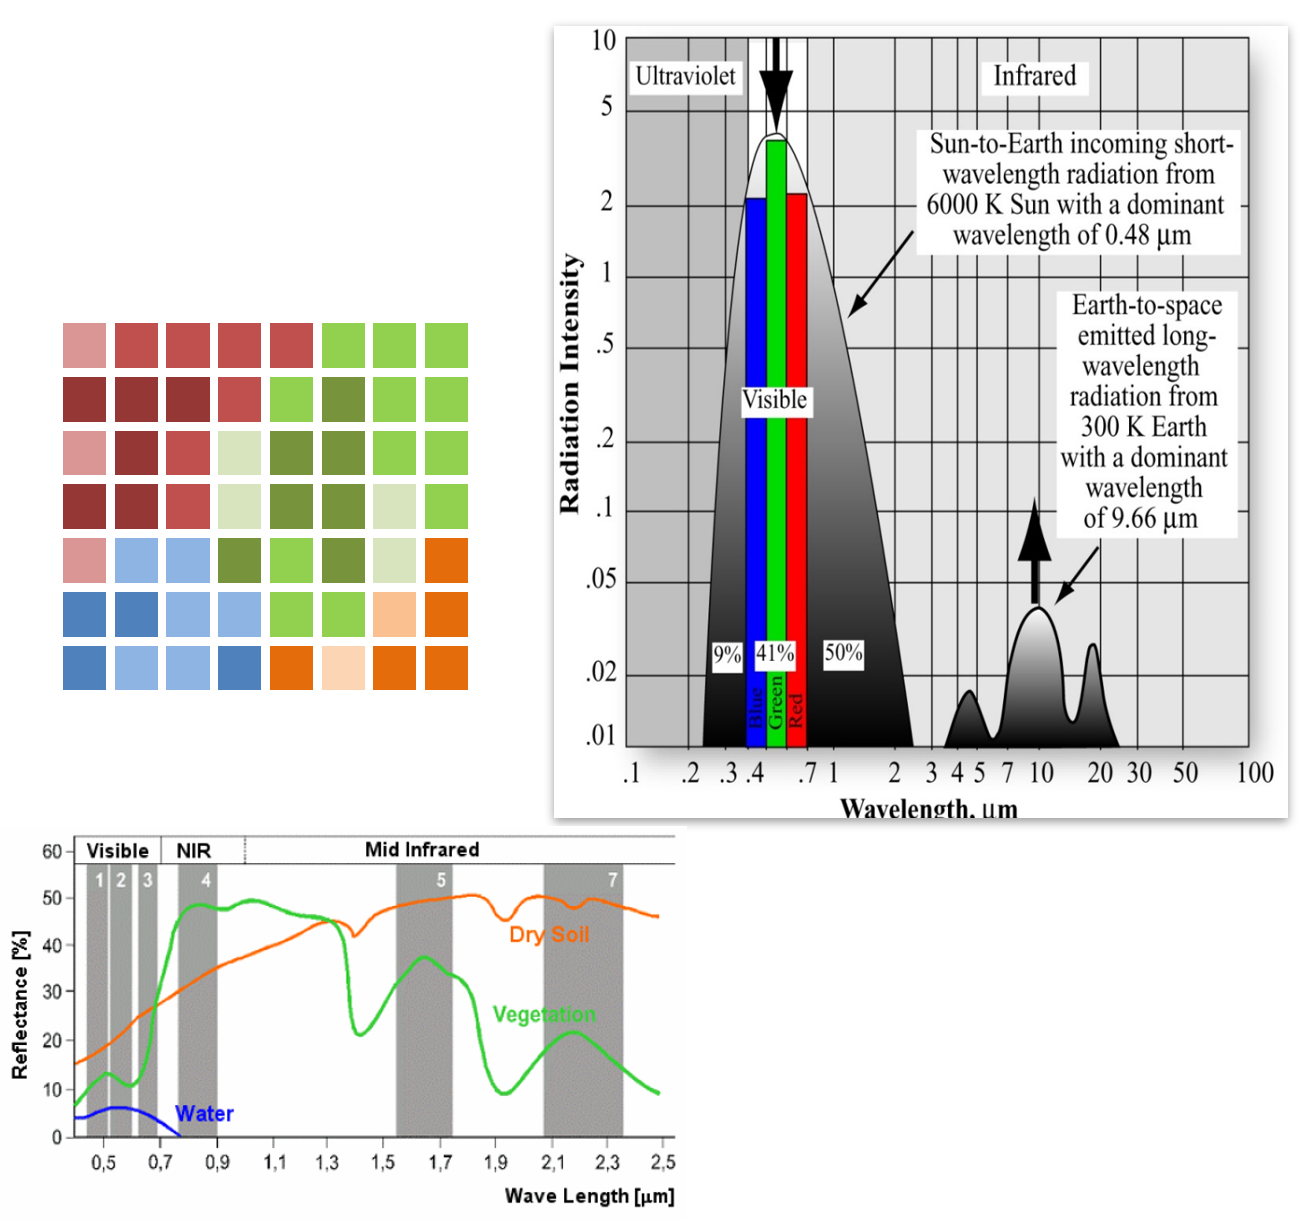 10
5
2
1
.5
.2
.1
.05
.02
.01
Radiation Intensity
Ultraviolet
Infrared
Sun-to-Earth incoming short-
wavelength radiation from
6000 K Sun with a dominant
wavelength of 0.48 µm
Earth-to-space
emitted long-
wavelength
radiation from
300 K Earth
with a dominant
wavelength
of 9.66 µm
Visible
9% 41% 50%
Blue
Green
Red
.1 .2 .3 .4 .7 1 2 3 4 5 7 10 20 30 50 100
Wavelength, µm
Visible NIR Mid Infrared
1 2 3 4 5 7
60
50
40
30
20
10
0
Reflectance [%]
Dry Soil
Vegetation
Water
0,5 0,7 0,9 1,1 1,3 1,5 1,7 1,9 2,1 2,3 2,5
Wave Length [µm]